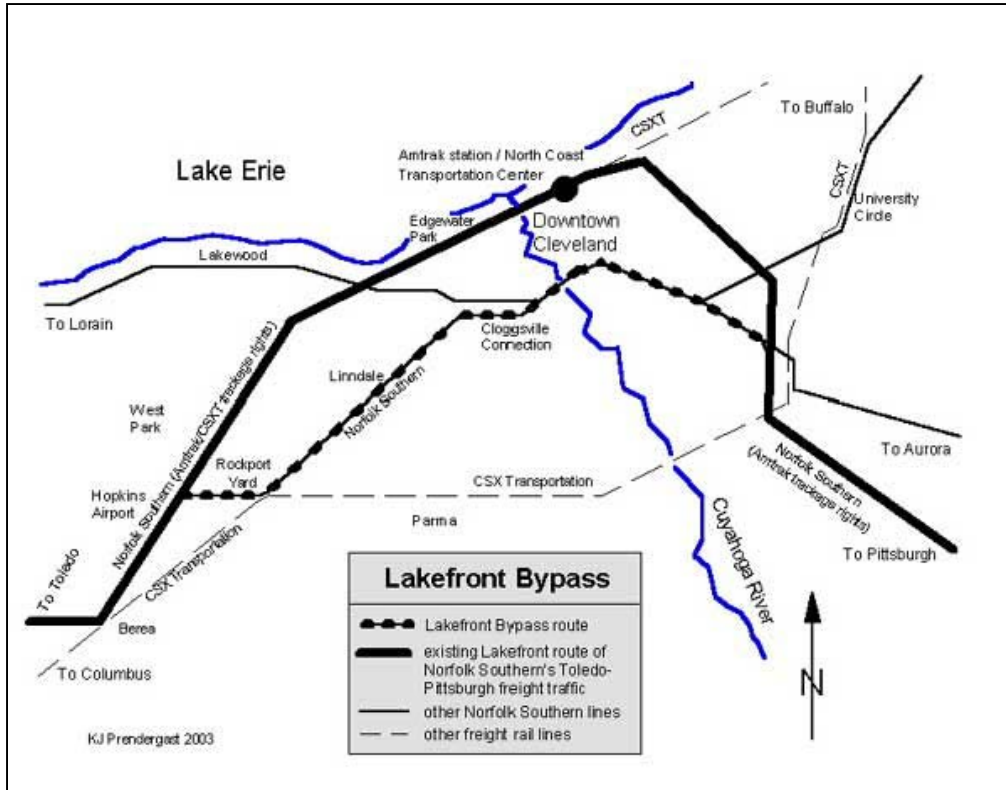 CSXT
To Buffalo
Amtrak station / North Coast
Transportation Center
Lake Erie
CSXT
University
Circle
Edgewater
Park
Downtown
Cleveland
Lakewood
To Lorain
Cloggsville
Connection
Linndale
Norfolk Southern
Norfolk Southern (Amtrak/CSXT trackage rights)
West
Park
To Aurora
Rockport
Yard
Norfolk Southern
(Amtrak trackage rights)
Hopkins
Airport
CSX Transportation
Parma
CSX Transportation
Cuyahoga River
To Pittsburgh
To Toledo
Berea
To Columbus
Lakefront Bypass
Lakefront Bypass route
existing Lakefront route of
Norfolk Southern's Toledo-
Pittsburgh freight traffic
other Norfolk Southern lines
other freight rail lines
N
KJ Prendergast 2003